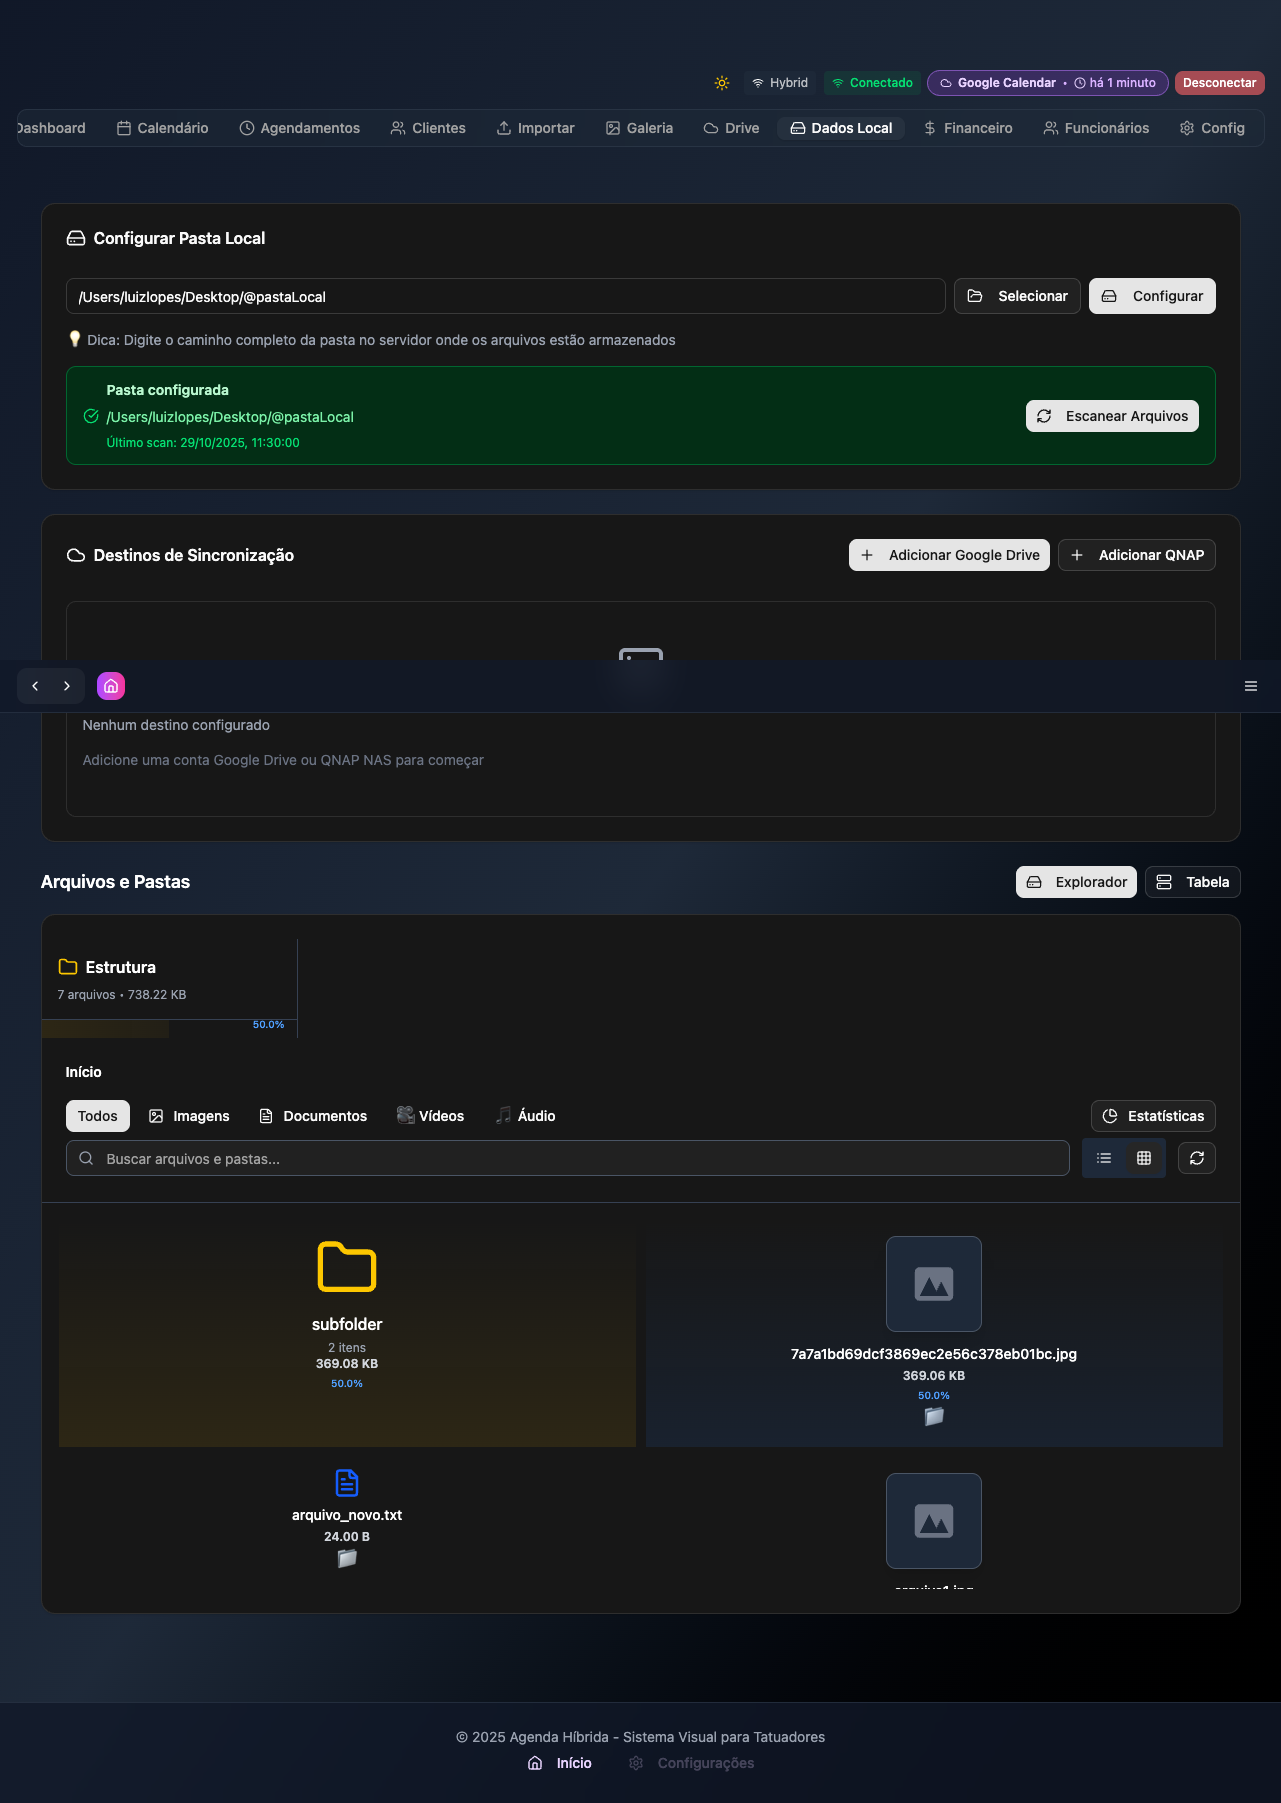 Hybrid
Conectado
Google Calendar • há 1 minuto
Desconectar
Dashboard
Calendário
Agendamentos
Clientes
Importar
Galeria
Drive
Dados Local
Financeiro
Funcionários
Config
Configurar Pasta Local
/Users/luizlopes/Desktop/@pastaLocal
Selecionar
Configurar
Dica: Digite o caminho completo da pasta no servidor onde os arquivos estão armazenados
Pasta configurada
/Users/luizlopes/Desktop/@pastaLocal
Último scan: 29/10/2025, 11:30:00
Escanear Arquivos
Destinos de Sincronização
Adicionar Google Drive
Adicionar QNAP
Nenhum destino configurado
Adicione uma conta Google Drive ou QNAP NAS para começar
Arquivos e Pastas
Explorador
Tabela
Estrutura
7 arquivos • 738.22 KB
50.0%
Início
Todos
Imagens
Documentos
Vídeos
Áudio
Estatísticas
Buscar arquivos e pastas...
subfolder
2 itens
369.08 KB
50.0%
7a7a1bd69dcf3869ec2e56c378eb01bc.jpg
369.06 KB
50.0%
arquivo_novo.txt
24.00 B
arquivo1.jpg
© 2025 Agenda Híbrida - Sistema Visual para Tatuadores
Início
Configurações